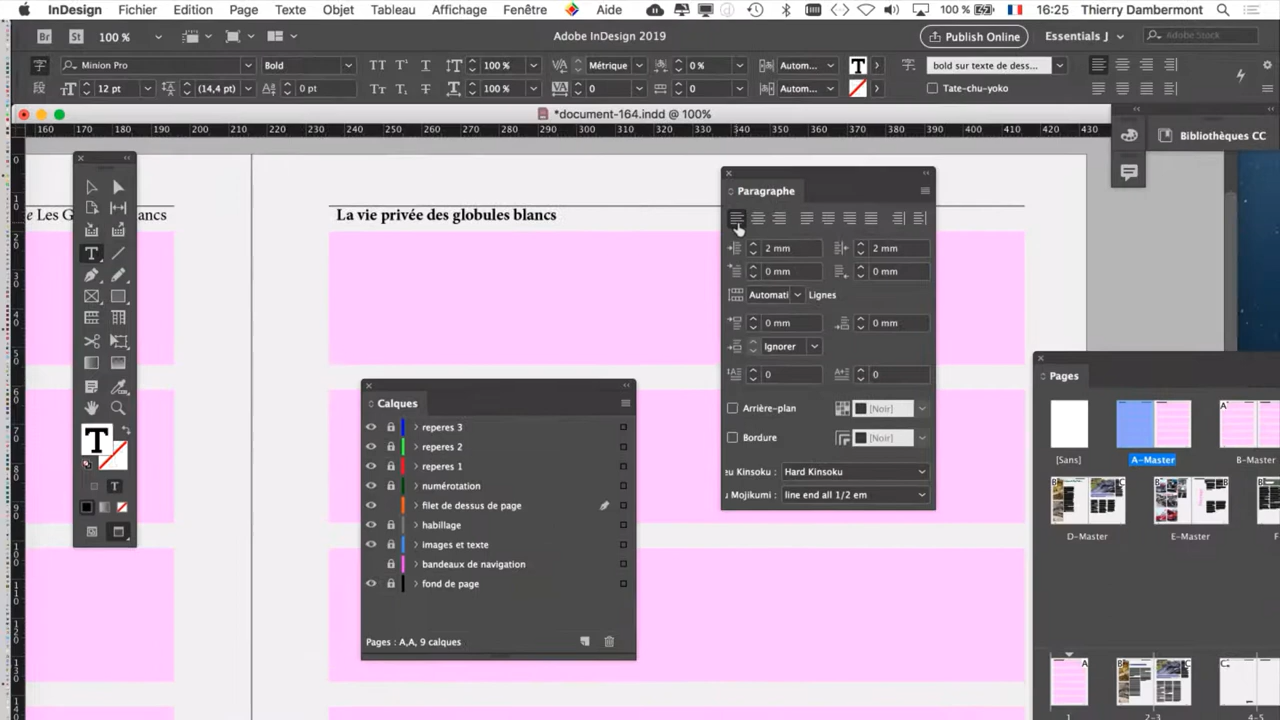 InDesign Fichier Edition Page Texte Objet Tableau Affichage Fenêtre Aide 100 % 16:25 Thierry Dambermont
Br St 100 % Adobe InDesign 2019 Publish Online Essentials J Adobe Stock
字 Minion Pro Bold 100 % Métrique 0 % Autom... bold sur texte de dess...
段 12 pt (14,4 pt) 0 pt 100 % 0 0 Autom... Tate-chu-yoko
*document-164.indd @ 100%
160 170 180 190 200 210 220 230 240 250 260 270 280 290 300 310 320 330 340 350 360 370 380 390 400 410 420 430
Bibliothèques CC
e Les G ancs
La vie privée des globules blancs
Paragraphe
2 mm 2 mm
0 mm 0 mm
Automati Lignes
0 mm 0 mm
Ignorer
0 0
Arrière-plan [Noir]
Bordure [Noir]
eu Kinsoku : Hard Kinsoku
u Mojikumi : line end all 1/2 em
Calques
reperes 3
reperes 2
reperes 1
numérotation
filet de dessus de page
habillage
images et texte
bandeaux de navigation
fond de page
Pages : A,A, 9 calques
Pages
[Sans] A-Master B-Master
D-Master E-Master F
1 2-3 4-5